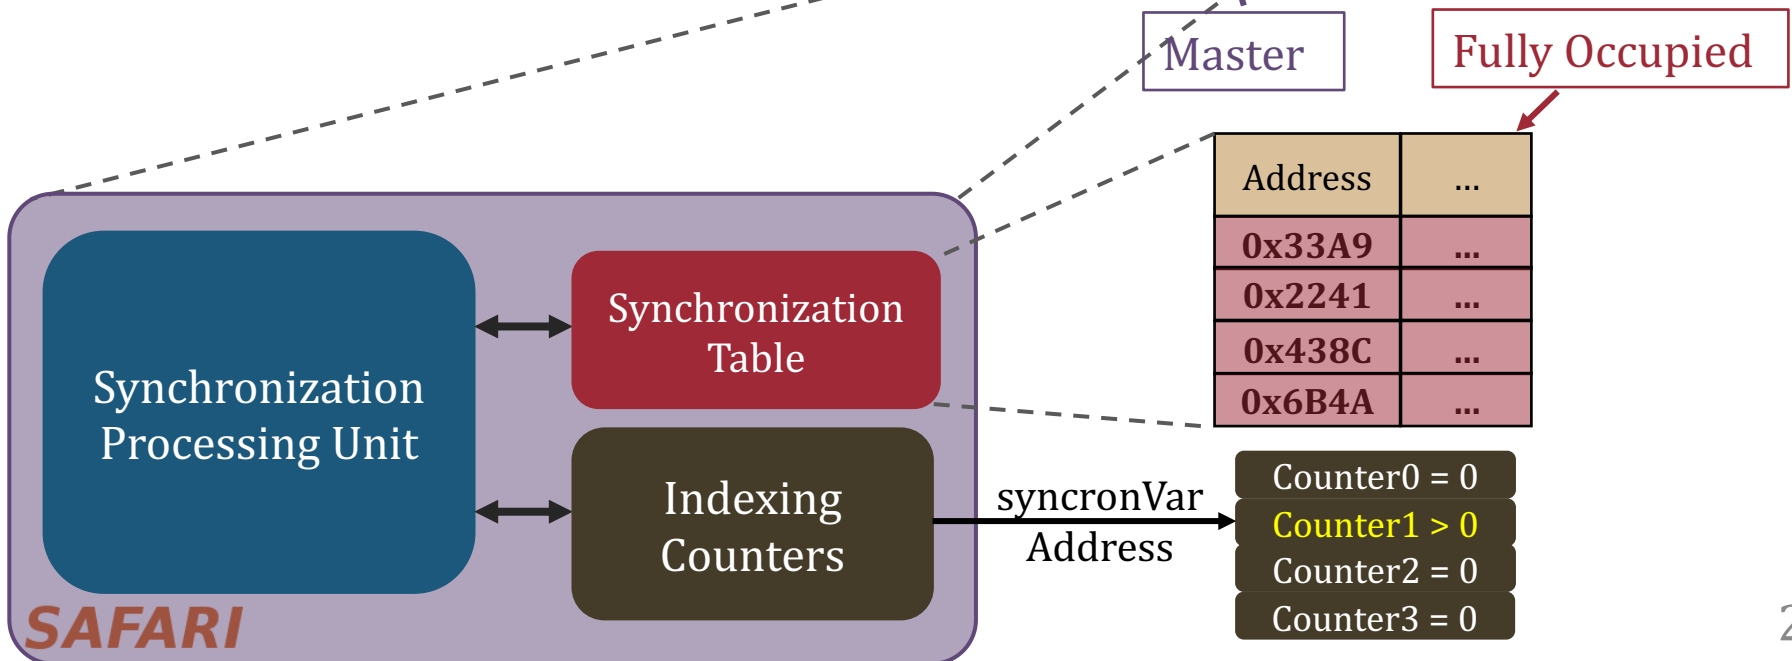 Master
Fully Occupied
Address ...
0x33A9 ...
0x2241 ...
0x438C ...
0x6B4A ...
Synchronization
Processing Unit
Synchronization
Table
Indexing
Counters
syncronVar
Address
Counter0 = 0
Counter1 > 0
Counter2 = 0
Counter3 = 0
SAFARI